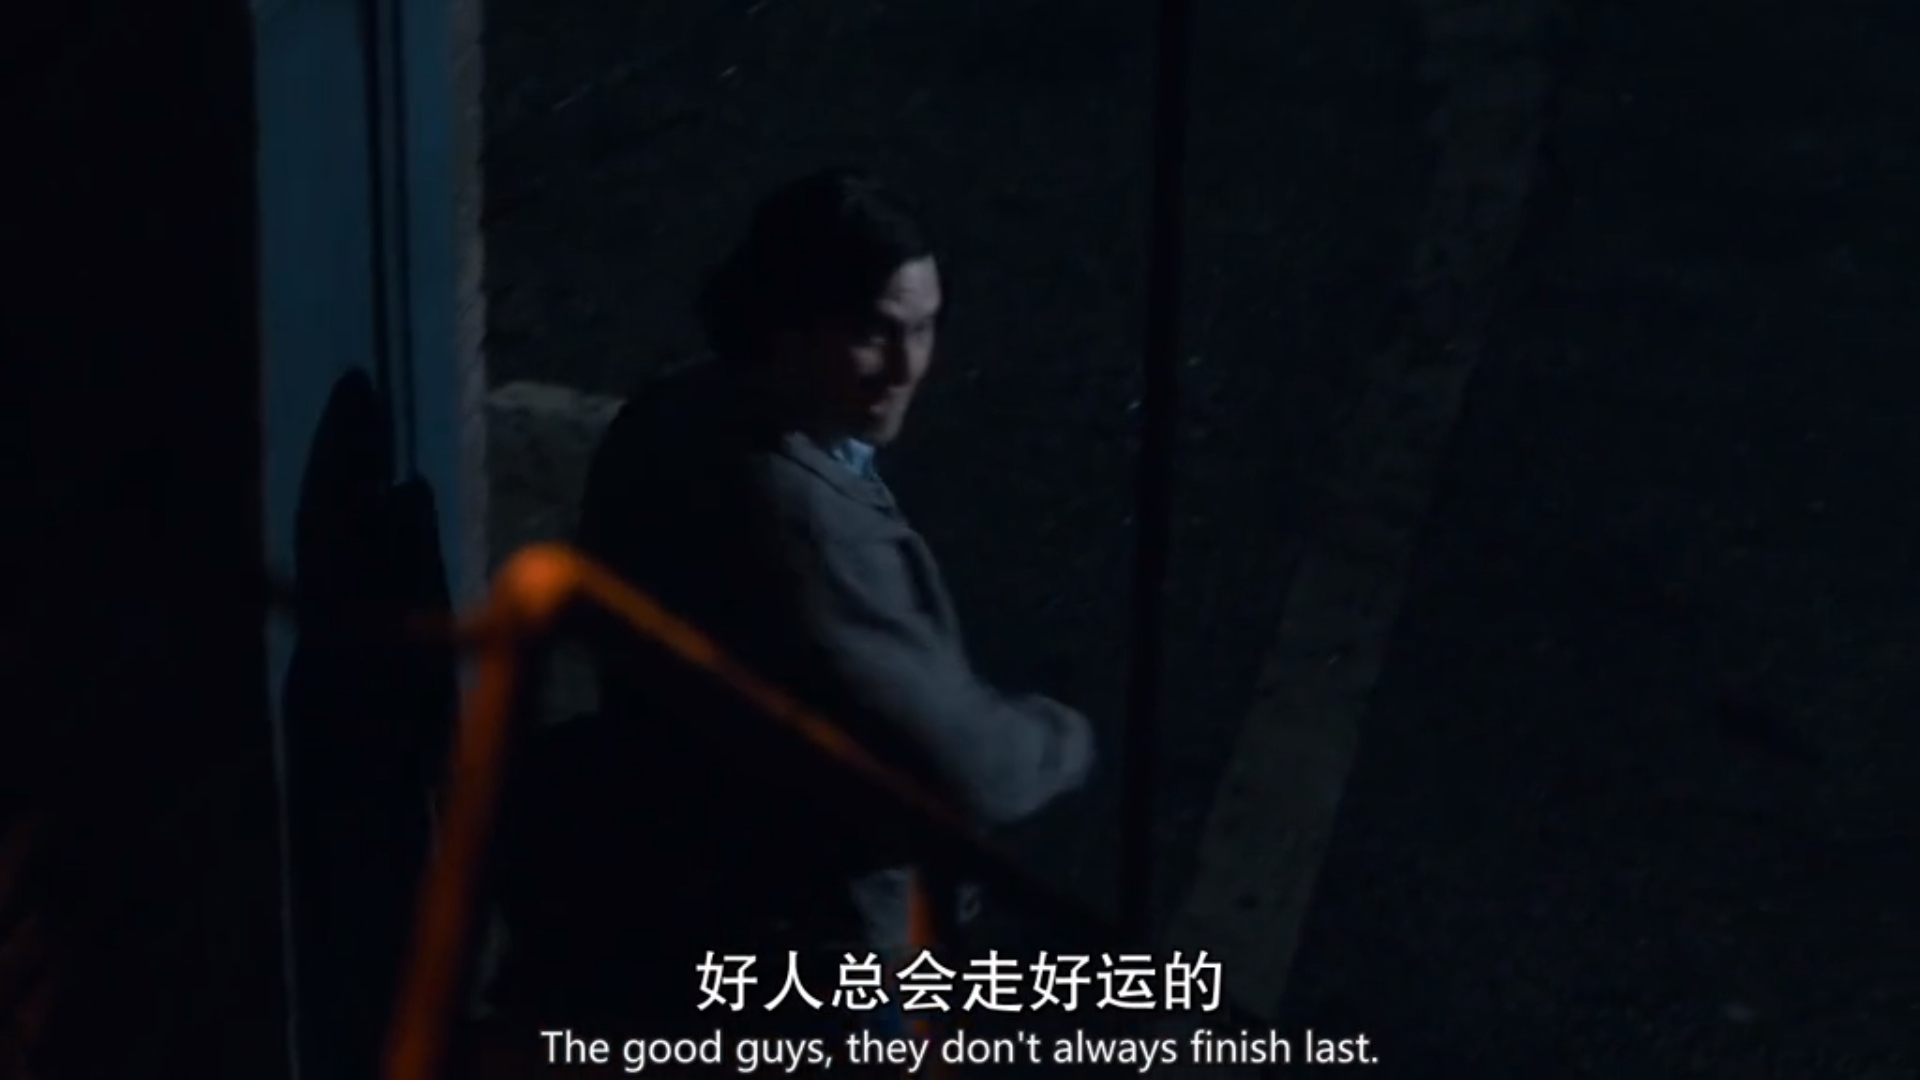 好人总会走好运的
The good guys, they don't always finish last.